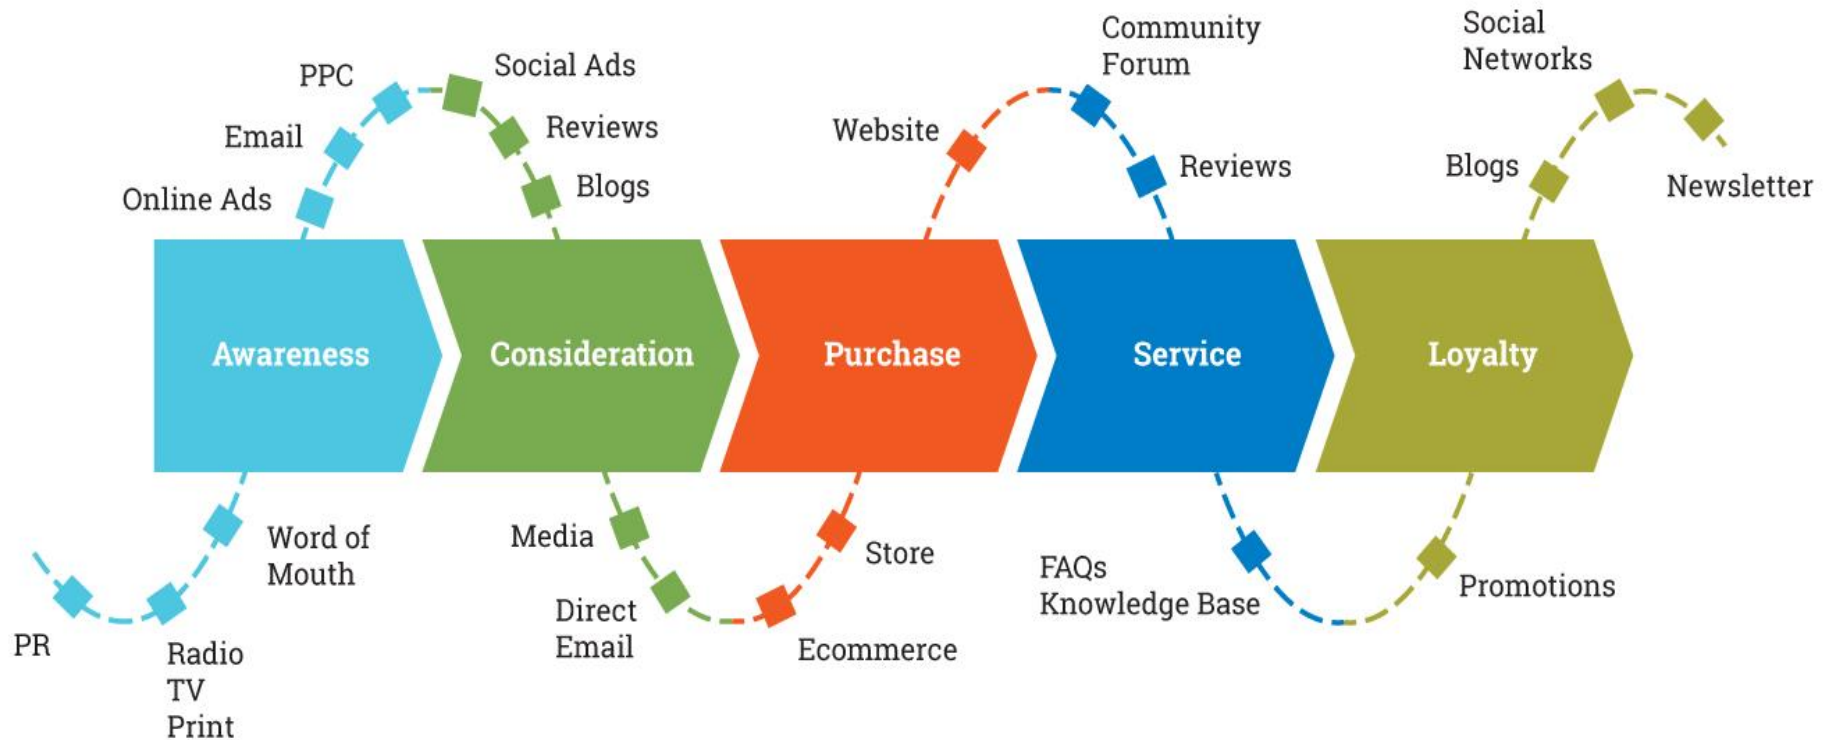 Community
Forum
Social
Networks
PPC
Social Ads
Email
Reviews
Website
Reviews
Blogs
Online Ads
Blogs
Newsletter
Awareness
Consideration
Purchase
Service
Loyalty
Word of
Mouth
Media
Store
FAQs
Knowledge Base
Promotions
PR
Direct
Email
Ecommerce
Radio
TV
Print